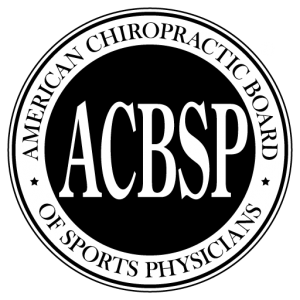 AMERICAN CHIROPRACTIC BOARD
ACBSP
OF SPORTS PHYSICIANS